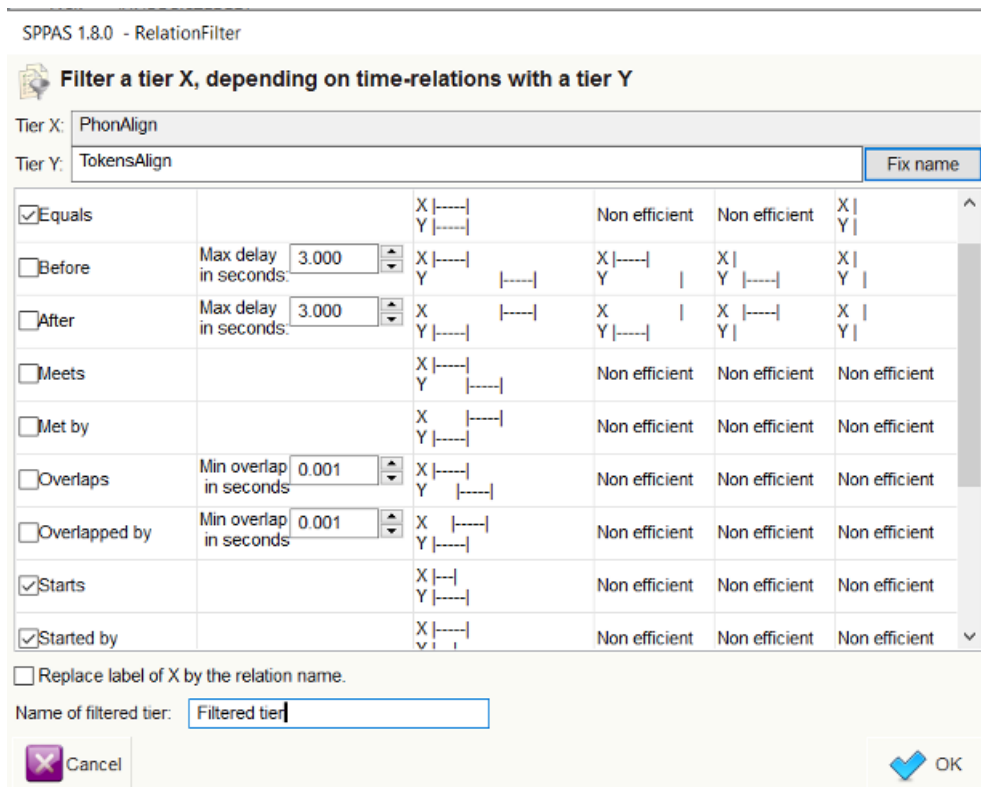 SPPAS 1.8.0 - RelationFilter
Filter a tier X, depending on time-relations with a tier Y
Tier X: PhonAlign
Tier Y: TokensAlign Fix name
Equals X |-----| Non efficient Non efficient X |
Y |-----| Y |
Before Max delay 3.000 X |-----| X |-----| X | X |
in seconds: Y |-----| Y | Y |-----| Y |
After Max delay 3.000 X |-----| X | X |-----| X |
in seconds: Y |-----| Y |-----| Y | Y |
Meets X |-----| Non efficient Non efficient Non efficient
Y |-----|
Met by X |-----| Non efficient Non efficient Non efficient
Y |-----|
Overlaps Min overlap 0.001 X |-----| Non efficient Non efficient Non efficient
in seconds Y |-----|
Overlapped by Min overlap 0.001 X |-----| Non efficient Non efficient Non efficient
in seconds Y |-----|
Starts X |---| Non efficient Non efficient Non efficient
Y |-----|
Started by X |-----| Non efficient Non efficient Non efficient
Replace label of X by the relation name.
Name of filtered tier: Filtered tier
Cancel OK